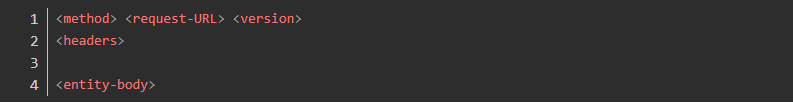 1 <method> <request-URL> <version>
2 <headers>
3
4 <entity-body>